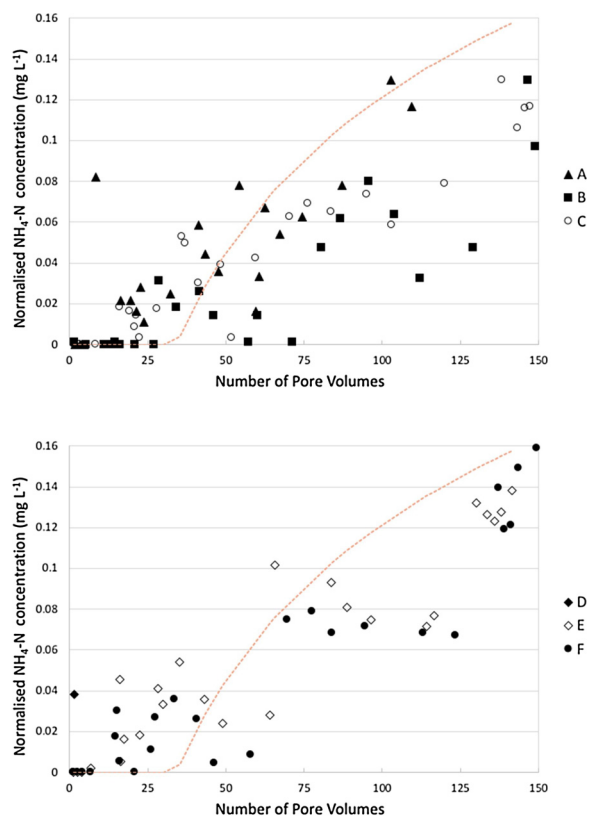 0.16
0.14
0.12
0.1
0.08
0.06
0.04
0.02
0
Normalised NH₄-N concentration (mg L⁻¹)
0 25 50 75 100 125 150
Number of Pore Volumes
A
B
C
0.16
0.14
0.12
0.1
0.08
0.06
0.04
0.02
0
Normalised NH₄-N concentration (mg L⁻¹)
0 25 50 75 100 125 150
Number of Pore Volumes
D
E
F